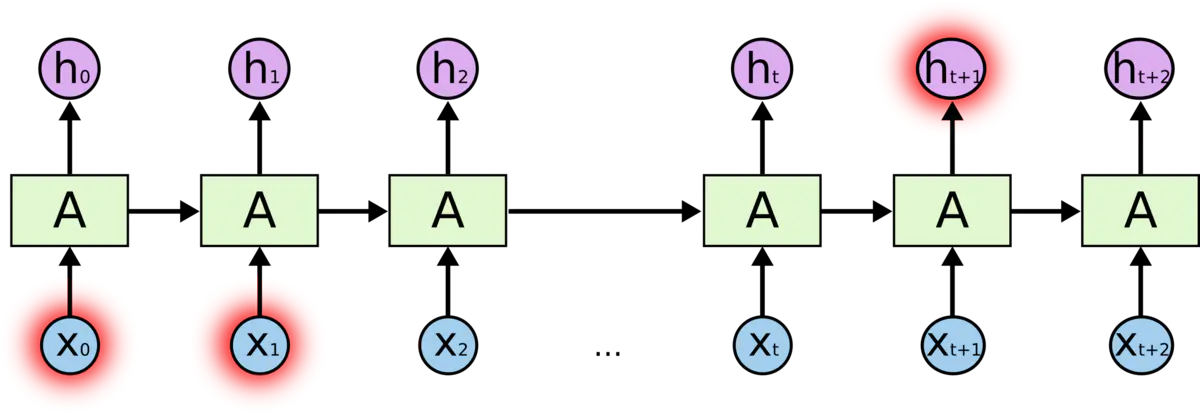 h₀ h₁ h₂ hₜ hₜ₊₁ hₜ₊₂
A A A A A A
x₀ x₁ x₂ ... xₜ xₜ₊₁ xₜ₊₂